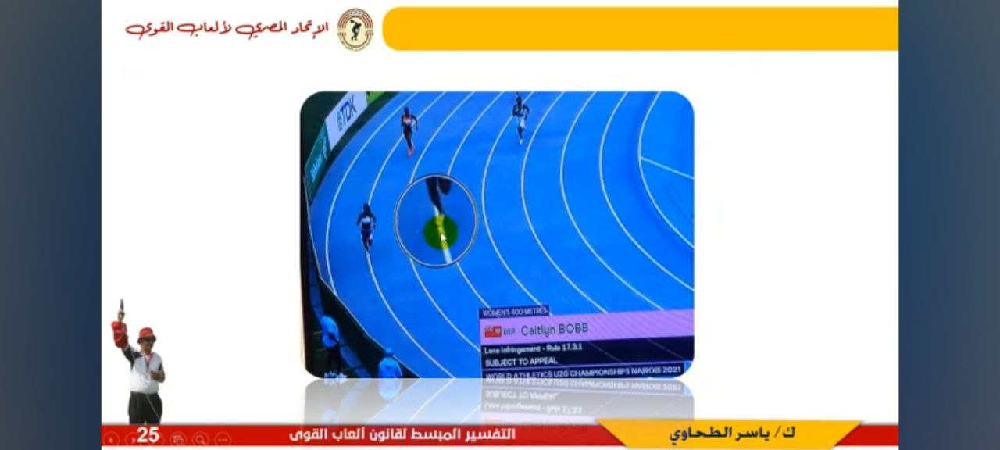 الإتحاد المصري لألعاب القوى
TDK
WOMEN'S 600 METRES
BER Caitlyn BOBB
Lane Infringement - Rule 17.3.1
SUBJECT TO APPEAL
WORLD ATHLETICS U20 CHAMPIONSHIPS NAIROBI 2021
25
التفسير المبسط لقانون ألعاب القوى
ك/ ياسر الطحاوي